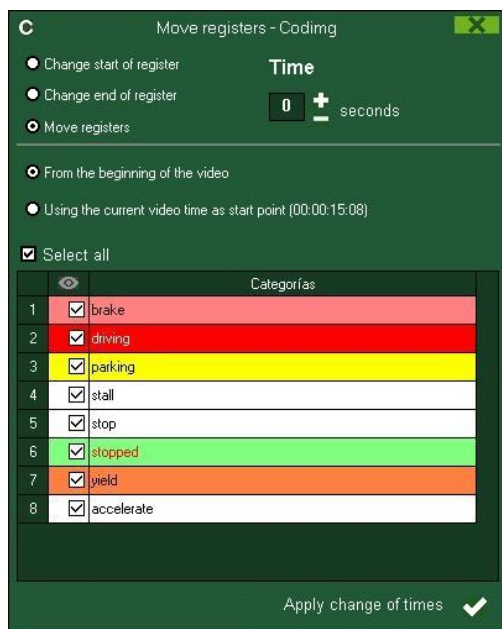 C Move registers - Codimg X
Change start of register
Time
Change end of register
0 seconds
Move registers
From the beginning of the video
Using the current video time as start point (00:00:15:08)
Select all
Categorías
1 brake
2 driving
3 parking
4 stall
5 stop
6 stopped
7 yield
8 accelerate
Apply change of times